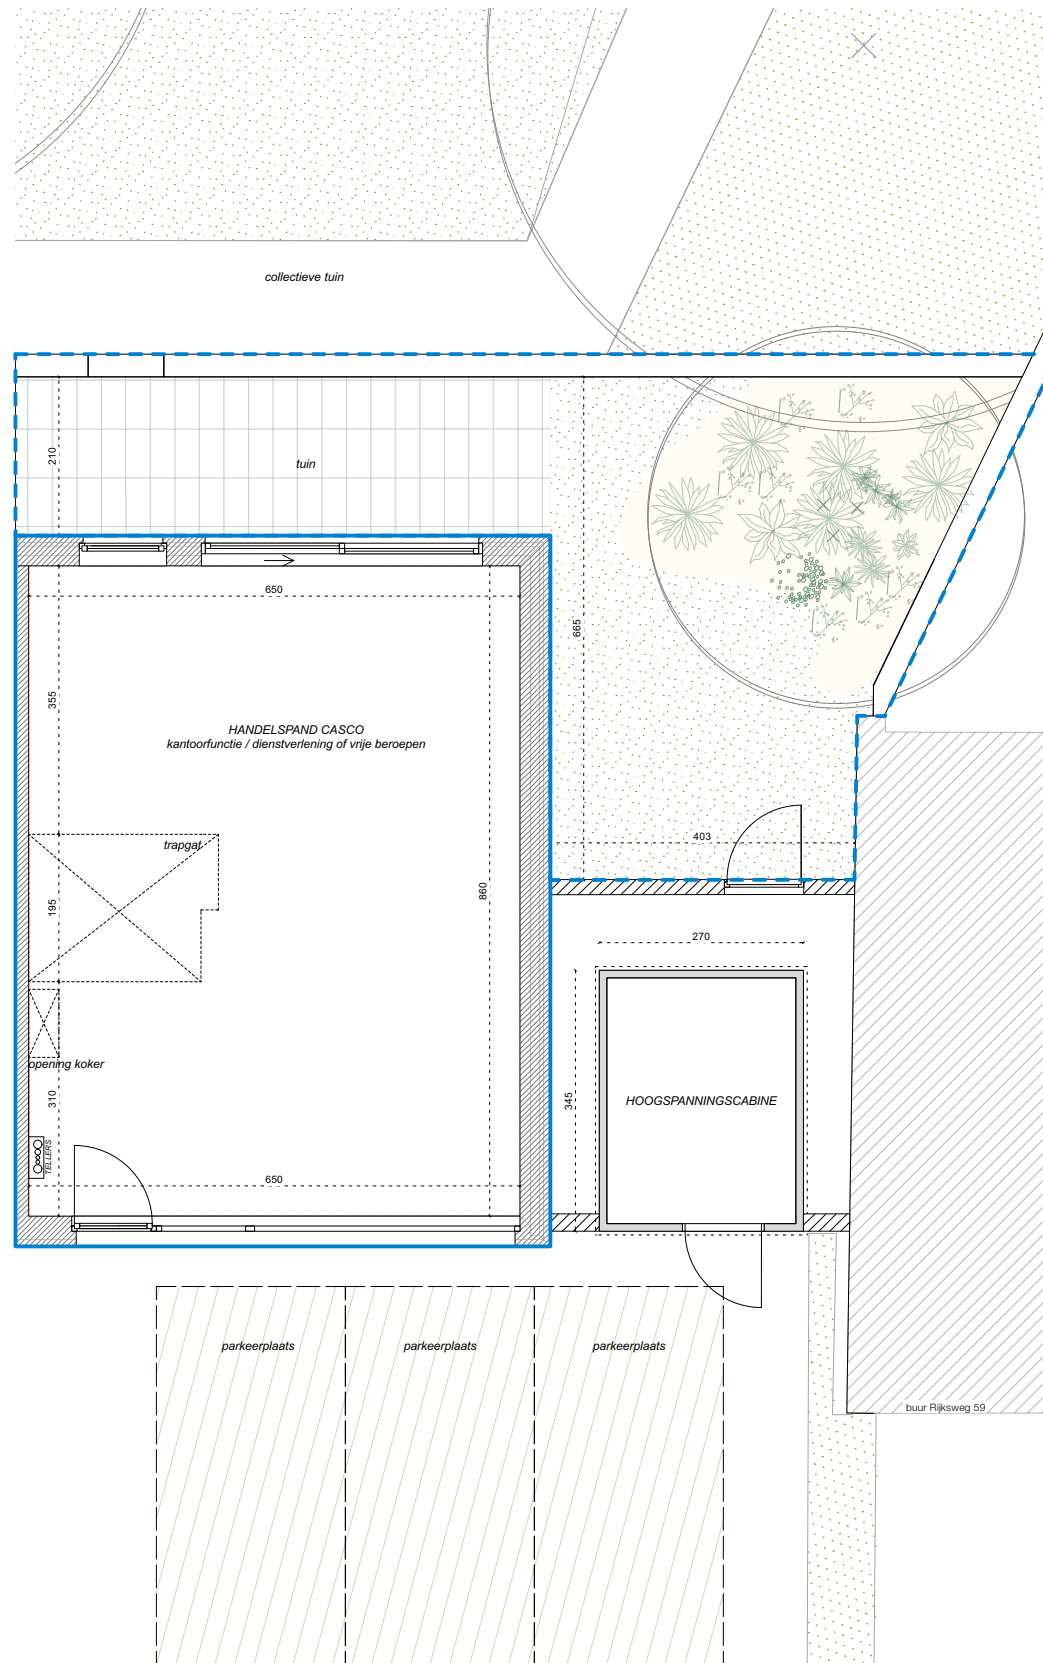 collectieve tuin
210
tuin
650
665
355
HANDELSPAND CASCO
kantoorfunctie / dienstverlening of vrije beroepen
trapgat
403
195
860
270
opening koker
310
345
HOOGSPANNINGSCABINE
TELLERS
650
parkeerplaats
parkeerplaats
parkeerplaats
buur Rijksweg 59